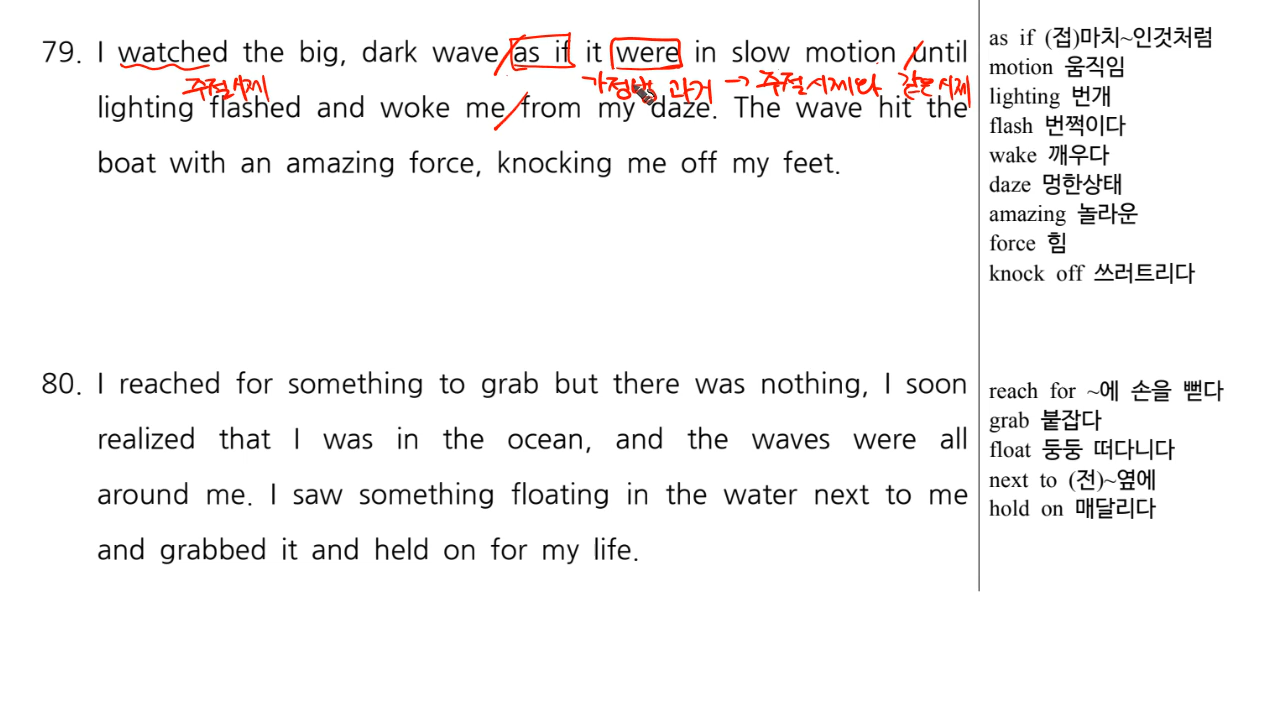 79. I watched the big, dark wave as if it were in slow motion until
주절시제 가정법 과거 → 주절시제와 같은시제
lighting flashed and woke me from my daze. The wave hit the
boat with an amazing force, knocking me off my feet.
80. I reached for something to grab but there was nothing, I soon
realized that I was in the ocean, and the waves were all
around me. I saw something floating in the water next to me
and grabbed it and held on for my life.
as if (접)마치~인것처럼
motion 움직임
lighting 번개
flash 번쩍이다
wake 깨우다
daze 멍한상태
amazing 놀라운
force 힘
knock off 쓰러트리다
reach for ~에 손을 뻗다
grab 붙잡다
float 둥둥 떠다니다
next to (전)~옆에
hold on 매달리다